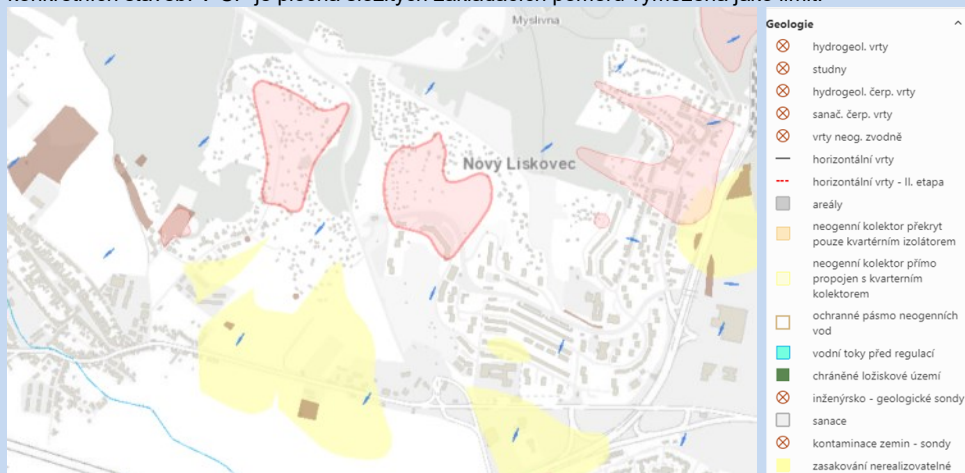 Myslivna
Nový Lískovec
Geologie
hydrogeol. vrty
studny
hydrogeol. čerp. vrty
sanač. čerp. vrty
vrty neog. zvodně
horizontální vrty
horizontální vrty - II. etapa
areály
neogenní kolektor překryt
pouze kvartérním izolátorem
neogenní kolektor přímo
propojen s kvarterním
kolektorem
ochranné pásmo neogenních
vod
vodní toky před regulací
chráněné ložiskové území
inženýrsko - geologické sondy
sanace
kontaminace zemin - sondy
zasakování nerealizovatelné